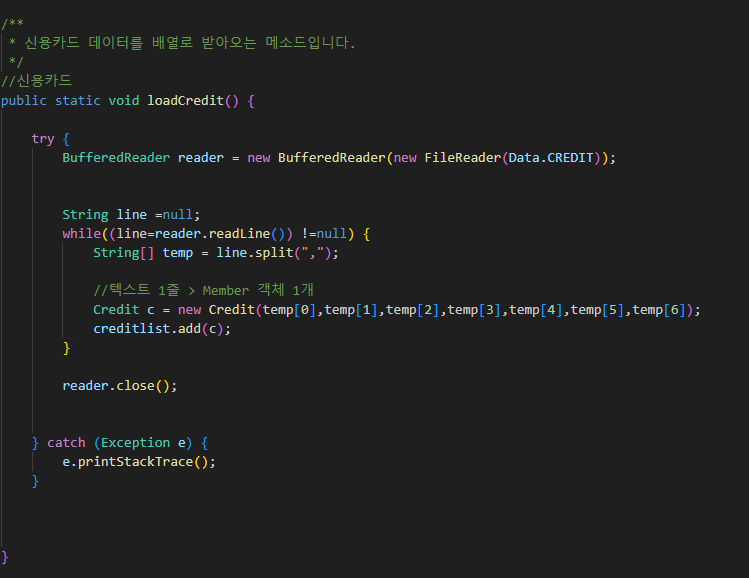 /**
 * 신용카드 데이터를 배열로 받아오는 메소드입니다.
 */
//신용카드
public static void loadCredit() {
    try {
        BufferedReader reader = new BufferedReader(new FileReader(Data.CREDIT));
        String line =null;
        while((line=reader.readLine()) !=null) {
            String[] temp = line.split(",");
            //텍스트 1줄 > Member 객체 1개
            Credit c = new Credit(temp[0],temp[1],temp[2],temp[3],temp[4],temp[5],temp[6]);
            creditlist.add(c);
        }
        reader.close();
    } catch (Exception e) {
        e.printStackTrace();
    }
}